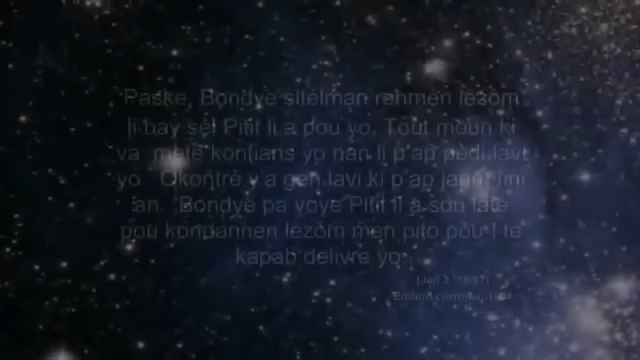 Paske, Bondye sitèlman renmen lezòm
li bay sèl Pitit li a pou yo. Tout moun ki
va mete konfyans yo nan li p'ap pèdi lavi
yo. Okontrè y'a gen lavi ki p'ap janm fini
an. Bondye pa voye Pitit li a sou latè
pou kondannen lezòm men pito pou l te
kapab delivre yo.